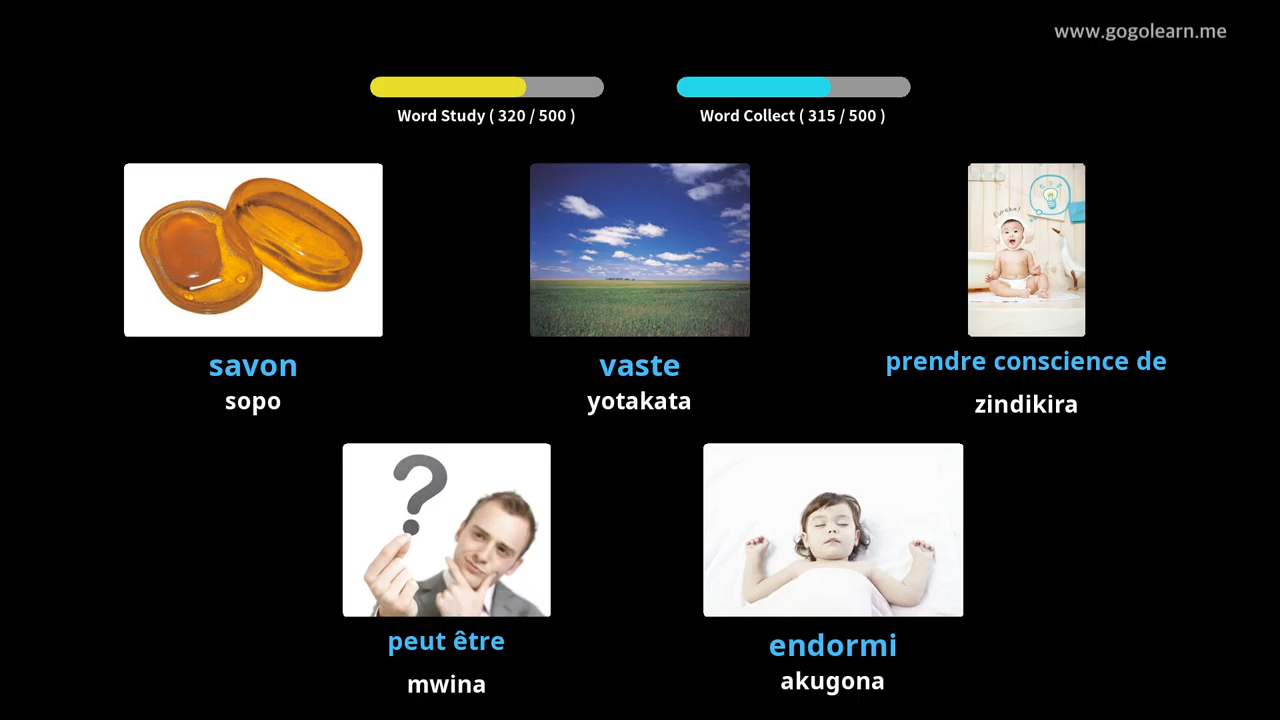 www.gogolearn.me
Word Study ( 320 / 500 )
Word Collect ( 315 / 500 )
Eureka!
savon
vaste
prendre conscience de
sopo
yotakata
zindikira
peut être
endormi
mwina
akugona